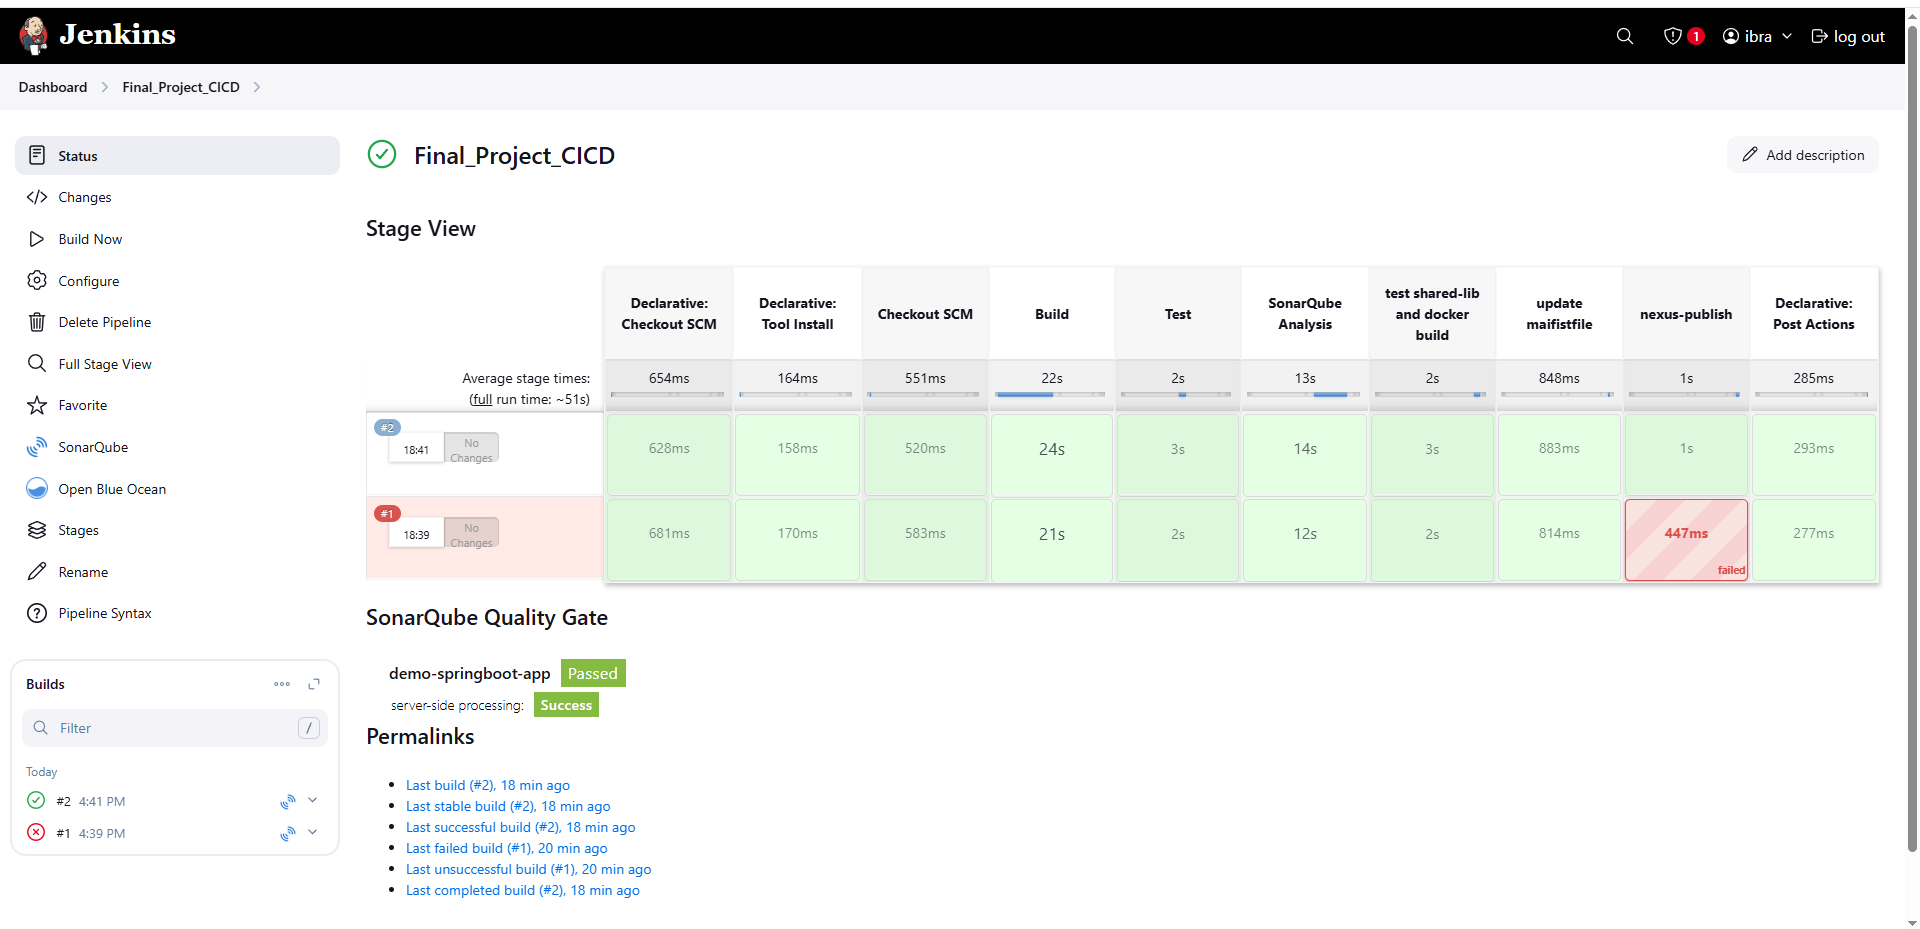 Jenkins
1
ibra
log out
Dashboard
Final_Project_CICD
Status
Changes
Build Now
Configure
Delete Pipeline
Full Stage View
Favorite
SonarQube
Open Blue Ocean
Stages
Rename
Pipeline Syntax
Builds
Filter
/
Today
#2 4:41 PM
#1 4:39 PM
Final_Project_CICD
Add description
Stage View
Declarative: Checkout SCM
Declarative: Tool Install
Checkout SCM
Build
Test
SonarQube Analysis
test shared-lib and docker build
update maifistfile
nexus-publish
Declarative: Post Actions
Average stage times:
(full run time: ~51s)
654ms 164ms 551ms 22s 2s 13s 2s 848ms 1s 285ms
#2
18:41
No Changes
628ms 158ms 520ms 24s 3s 14s 3s 883ms 1s 293ms
#1
18:39
No Changes
681ms 170ms 583ms 21s 2s 12s 2s 814ms 447ms 277ms
failed
SonarQube Quality Gate
demo-springboot-app Passed
server-side processing: Success
Permalinks
Last build (#2), 18 min ago
Last stable build (#2), 18 min ago
Last successful build (#2), 18 min ago
Last failed build (#1), 20 min ago
Last unsuccessful build (#1), 20 min ago
Last completed build (#2), 18 min ago